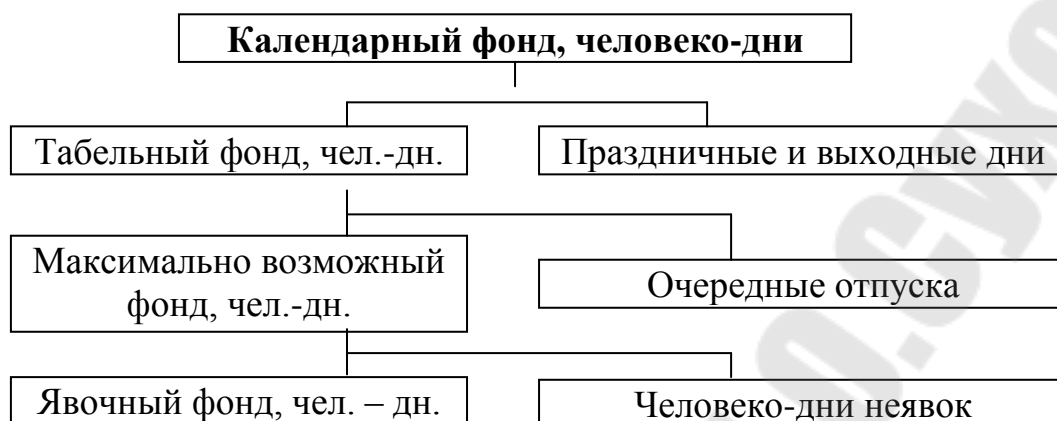 Календарный фонд, человеко-дни
Табельный фонд, чел.-дн.
Праздничные и выходные дни
Максимально возможный
фонд, чел.-дн.
Очередные отпуска
Явочный фонд, чел. – дн.
Человеко-дни неявок